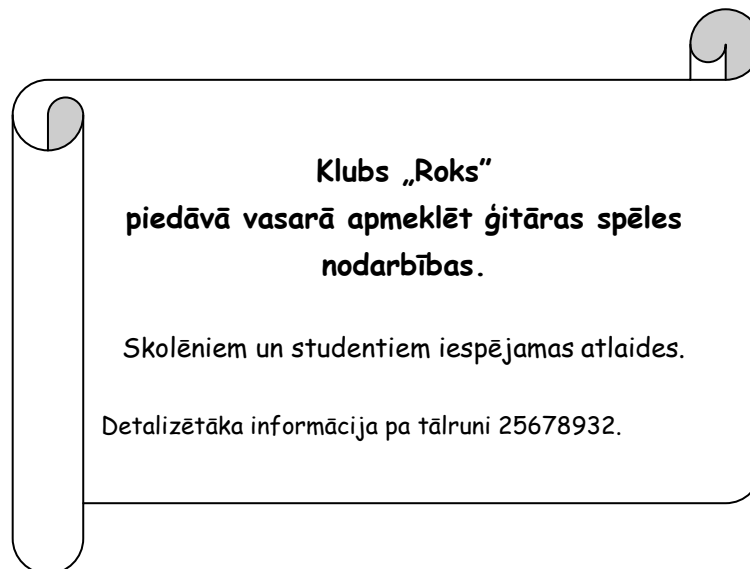 Klubs „Roks”
piedāvā vasarā apmeklēt ģitāras spēles
nodarbības.
Skolēniem un studentiem iespējamas atlaides.
Detalizētāka informācija pa tālruni 25678932.